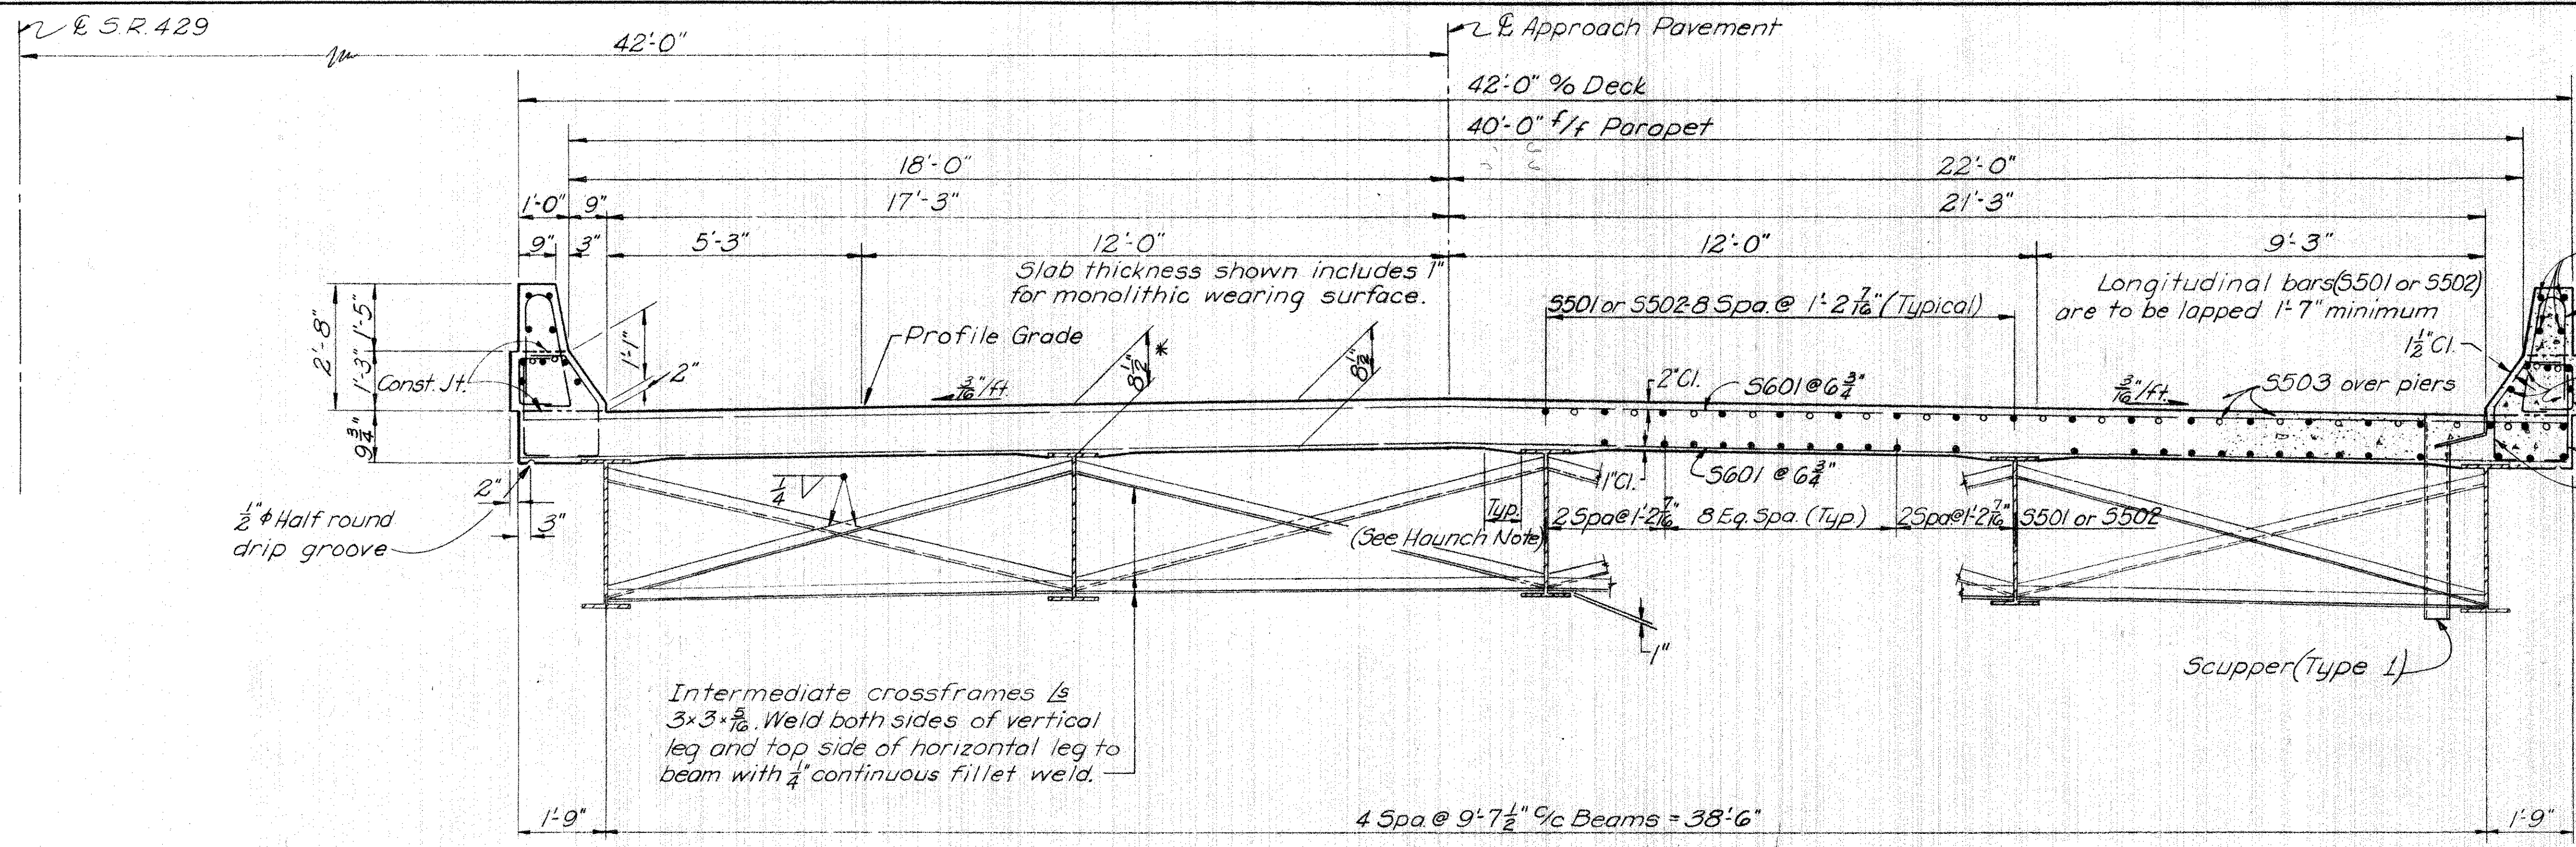 ℄ S.R. 429
42'-0"
℄ Approach Pavement
42'-0" o/o Deck
40'-0" f/f Parapet
18'-0"
22'-0"
1'-0"
9"
17'-3"
21'-3"
9"
3"
5'-3"
12'-0"
12'-0"
9'-3"
Slab thickness shown includes 1"
for monolithic wearing surface.
Longitudinal bars(S501 or S502)
are to be lapped 1'-7" minimum
S501 or S502-8 Spa. @ 1'-2 7/16" (Typical)
2'-8"
1'-5"
1'-3"
9 3/4"
1'-1"
2"
Profile Grade
8 1/2" *
8 1/2"
1 1/2" Cl.
Const. Jt.
3/16"/ft.
2" Cl.
S601 @ 6 3/4"
3/16"/ft.
S503 over piers
1" Cl.
S601 @ 6 3/4"
1/4
2"
3"
1/2" φ Half round
drip groove
Typ.
(See Haunch Note)
2 Spa @ 1'-2 7/16"
8 Eq. Spa. (Typ.)
2 Spa @ 1'-2 7/16"
S501 or S502
1"
Scupper (Type 1)
Intermediate crossframes Ls
3×3×5/16. Weld both sides of vertical
leg and top side of horizontal leg to
beam with 1/4" continuous fillet weld.
1'-9"
4 Spa. @ 9'-7 1/2" c/c Beams = 38'-6"
1'-9"